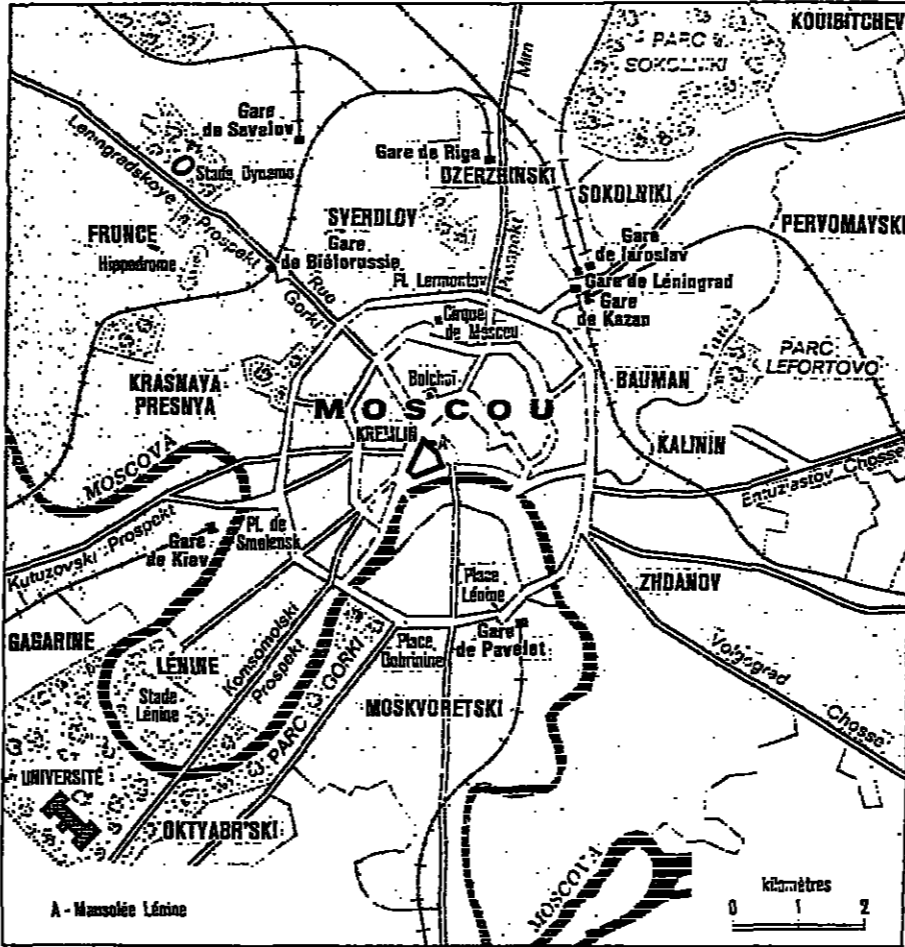 KOUIBITCHEV
PARC
SOKOLNIKI
Mira
Gare
de Savelov
Leningradskoye
Prospekt
Stade Dynamo
Gare de Riga
DZERZHINSKI
SOKOLNIKI
SVERDLOV
PERVOMAYSKI
FRUNCE
Hippodrome
Gare
de Biélorussie
Prospekt
Gare
de Iaroslav
Pl. Lermontov
Gare de Léningrad
Rue
Gorki
Gare
de Kazan
Cirque
de Moscou
PARC
LEFORTOVO
KRASNAYA
PRESNYA
Bolchoï
BAUMAN
MOSCOU
KREMLIN
A
KALININ
MOSCOVA
Entuziastov Chosse
Kutuzovski Prospekt
Gare
de Kiev
Pl. de
Smolensk
Place
Lénine
ZHDANOV
GAGARINE
LÉNINE
Stade
Lénine
Komsomolski
Prospekt
PARC GORKI
Place
Dobrinine
Gare
de Pavelet
Volgograd
Chosse
MOSKVORETSKI
UNIVERSITÉ
OKTYABR'SKI
MOSCOVA
A - Mausolée Lénine
kilomètres
0 1 2